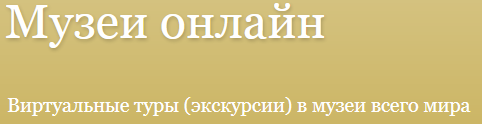 Музеи онлайн
Виртуальные туры (экскурсии) в музеи всего мира